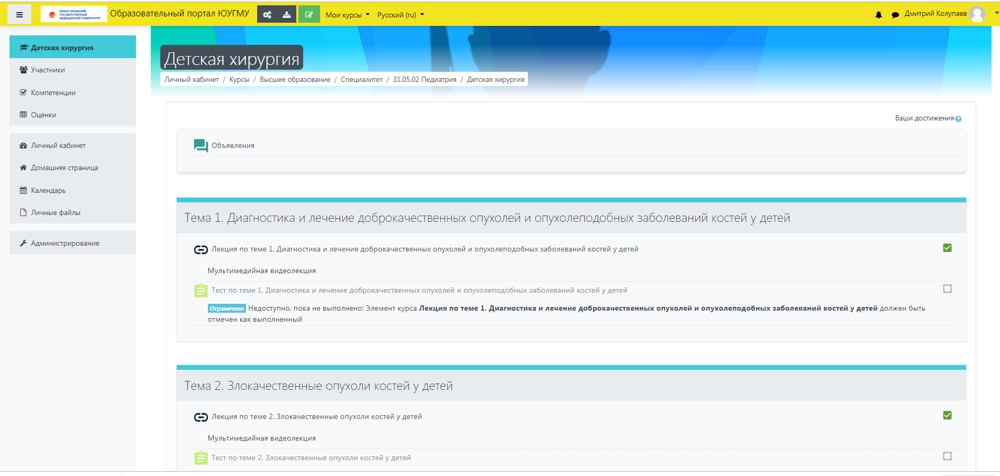 ЮЖНО-УРАЛЬСКИЙ
ГОСУДАРСТВЕННЫЙ
МЕДИЦИНСКИЙ УНИВЕРСИТЕТ
Образовательный портал ЮУГМУ
Мои курсы
Русский (ru)
Дмитрий Колупаев
Детская хирургия
Участники
Компетенции
Оценки
Личный кабинет
Домашняя страница
Календарь
Личные файлы
Администрирование
Детская хирургия
Личный кабинет / Курсы / Высшее образование / Специалитет / 31.05.02 Педиатрия / Детская хирургия
Ваши достижения
Объявления
Тема 1. Диагностика и лечение доброкачественных опухолей и опухолеподобных заболеваний костей у детей
Лекция по теме 1. Диагностика и лечение доброкачественных опухолей и опухолеподобных заболеваний костей у детей
Мультимедийная видеолекция
Тест по теме 1. Диагностика и лечение доброкачественных опухолей и опухолеподобных заболеваний костей у детей
Ограничено Недоступно, пока не выполнено: Элемент курса Лекция по теме 1. Диагностика и лечение доброкачественных опухолей и опухолеподобных заболеваний костей у детей должен быть
отмечен как выполненный
Тема 2. Злокачественные опухоли костей у детей
Лекция по теме 2. Злокачественные опухоли костей у детей
Мультимедийная видеолекция
Тест по теме 2. Злокачественные опухоли костей у детей